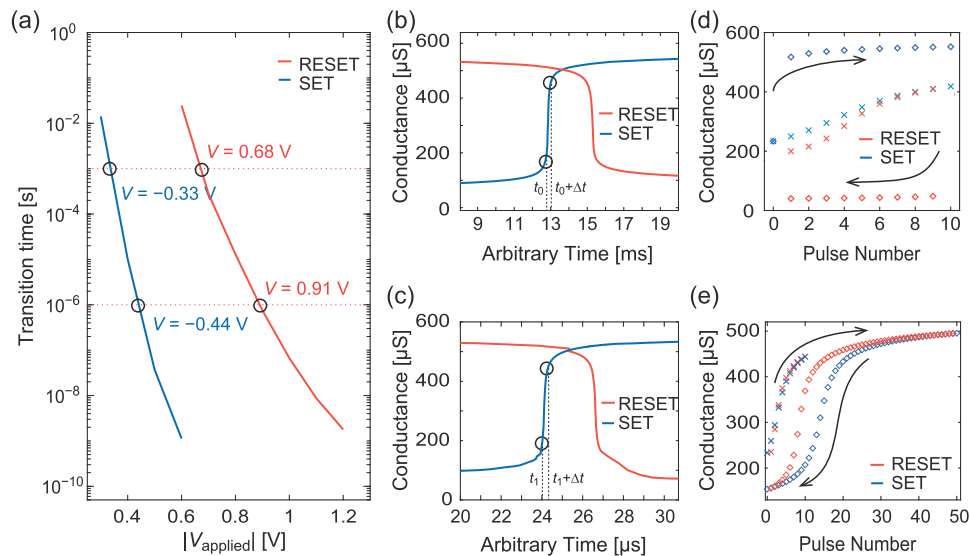 (a)
10⁰
10⁻²
10⁻⁴
10⁻⁶
10⁻⁸
10⁻¹⁰
Transition time [s]
RESET
SET
V = 0.68 V
V = −0.33 V
V = 0.91 V
V = −0.44 V
0.4 0.6 0.8 1.0 1.2
|V_applied| [V]
(b)
600
400
200
0
Conductance [µS]
RESET
SET
t₀ t₀+Δt
9 11 13 15 17 19
Arbitrary Time [ms]
(c)
600
400
200
0
Conductance [µS]
RESET
SET
t₁ t₁+Δt
20 22 24 26 28 30
Arbitrary Time [µs]
(d)
600
400
200
0
Conductance [µS]
RESET
SET
0 2 4 6 8 10
Pulse Number
(e)
500
400
300
200
100
Conductance [µS]
RESET
SET
0 10 20 30 40 50
Pulse Number